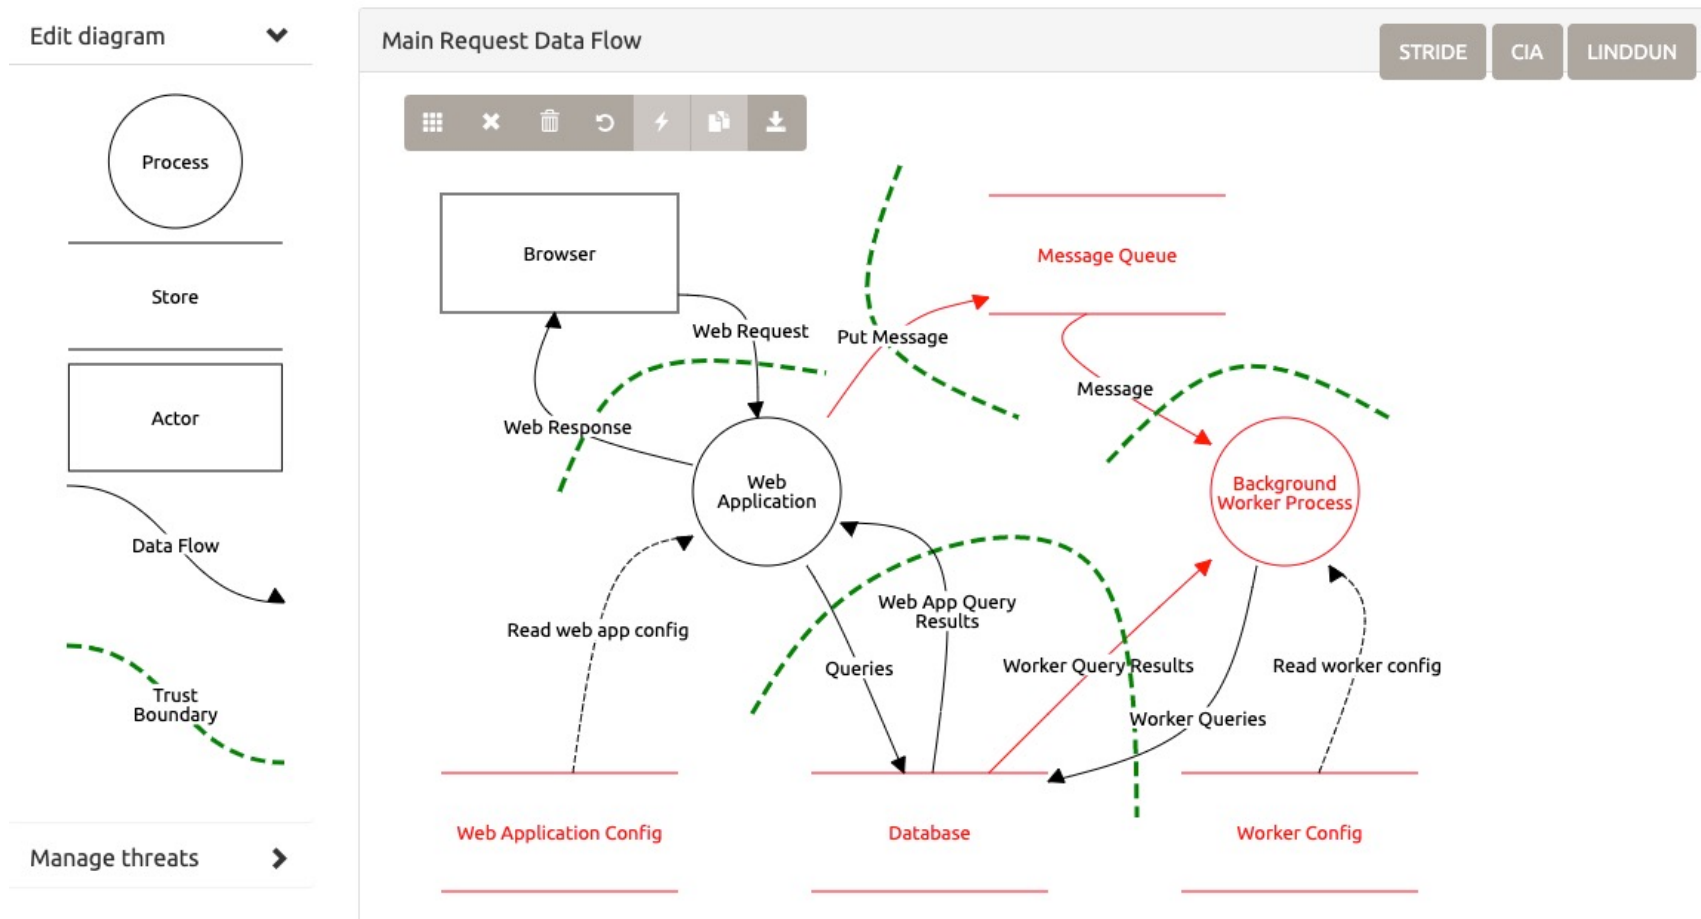 Edit diagram
Process
Store
Actor
Data Flow
Trust
Boundary
Manage threats
Main Request Data Flow
STRIDE
CIA
LINDDUN
Browser
Message Queue
Web Request
Put Message
Message
Web Response
Web
Application
Background
Worker Process
Read web app config
Web App Query
Results
Queries
Worker Query Results
Read worker config
Worker Queries
Web Application Config
Database
Worker Config